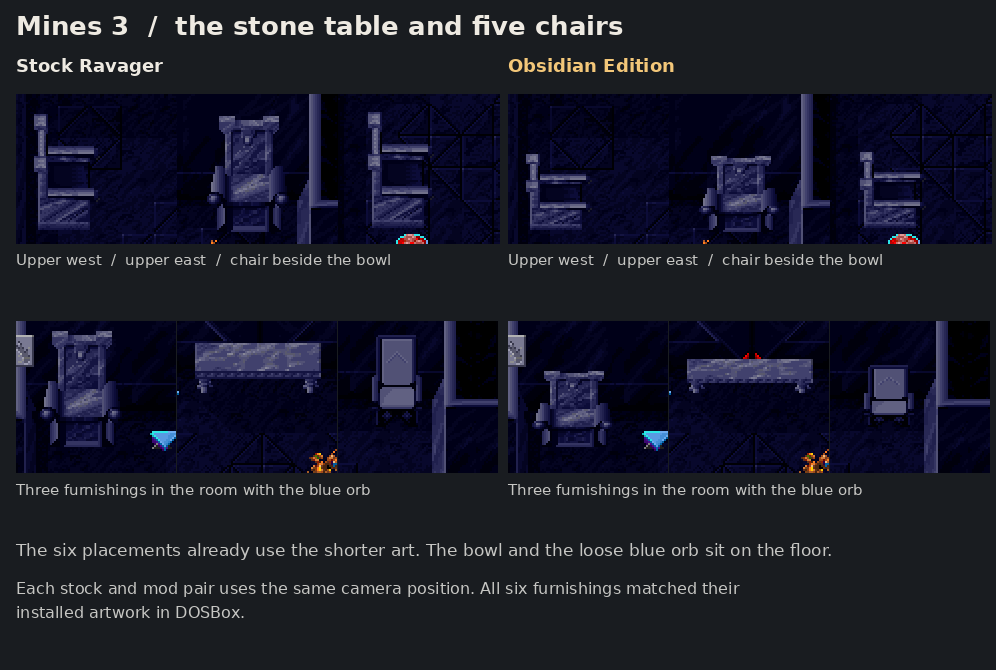 Mines 3 / the stone table and five chairs
Stock Ravager
Obsidian Edition
Upper west / upper east / chair beside the bowl
Upper west / upper east / chair beside the bowl
Three furnishings in the room with the blue orb
Three furnishings in the room with the blue orb
The six placements already use the shorter art. The bowl and the loose blue orb sit on the floor.
Each stock and mod pair uses the same camera position. All six furnishings matched their
installed artwork in DOSBox.